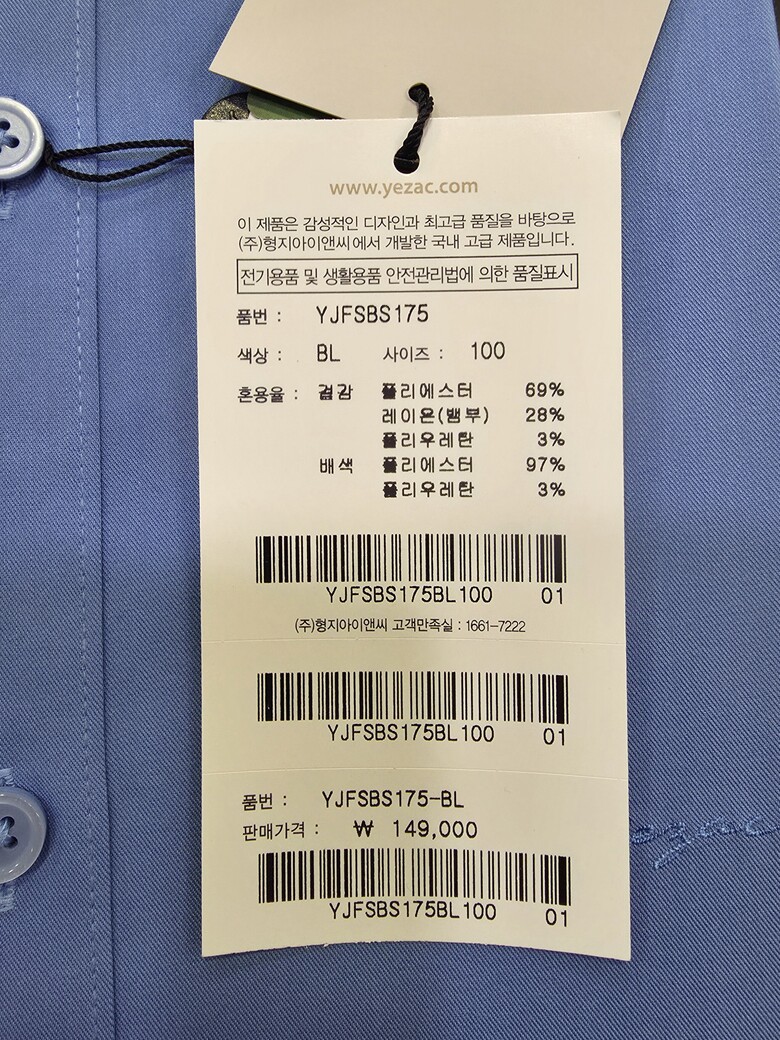 www.yezac.com
이 제품은 감성적인 디자인과 최고급 품질을 바탕으로
(주)형지아이앤씨에서 개발한 국내 고급 제품입니다.
전기용품 및 생활용품 안전관리법에 의한 품질표시
품번 : YJFSBS175
색상 : BL 사이즈 : 100
혼용율 : 겉감 폴리에스터 69%
레이온(뱀부) 28%
폴리우레탄 3%
배색 폴리에스터 97%
폴리우레탄 3%
YJFSBS175BL100 01
(주)형지아이앤씨 고객만족실 : 1661-7222
YJFSBS175BL100 01
품번 : YJFSBS175-BL
판매가격 : ₩ 149,000
YJFSBS175BL100 01